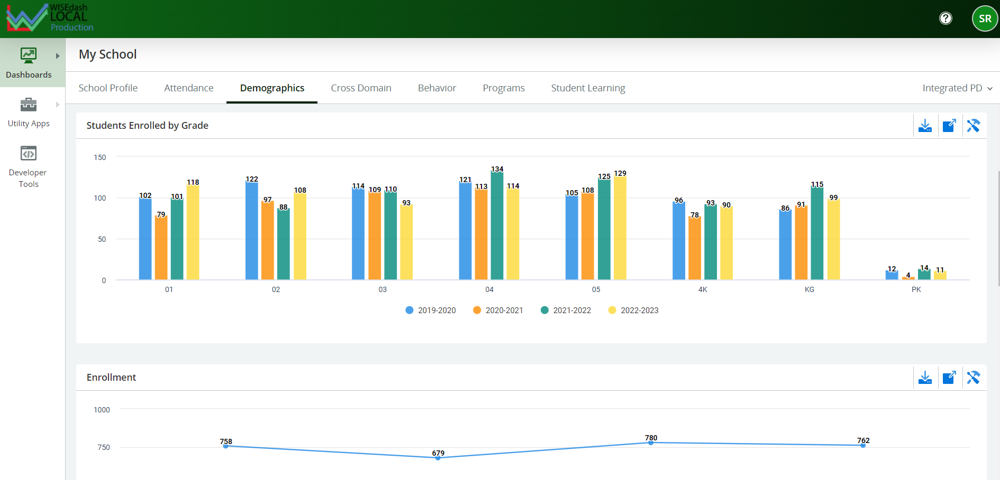 WISEdash
LOCAL
Production
SR
Dashboards
Utility Apps
Developer
Tools
My School
School Profile
Attendance
Demographics
Cross Domain
Behavior
Programs
Student Learning
Integrated PD
Students Enrolled by Grade
150
100
50
0
102 79 101 118
122 97 88 108
114 109 110 93
121 113 134 114
105 108 125 129
96 78 93 90
86 91 115 99
12 4 14 11
01 02 03 04 05 4K KG PK
2019-2020 2020-2021 2021-2022 2022-2023
Enrollment
1000
750
758 679 780 762